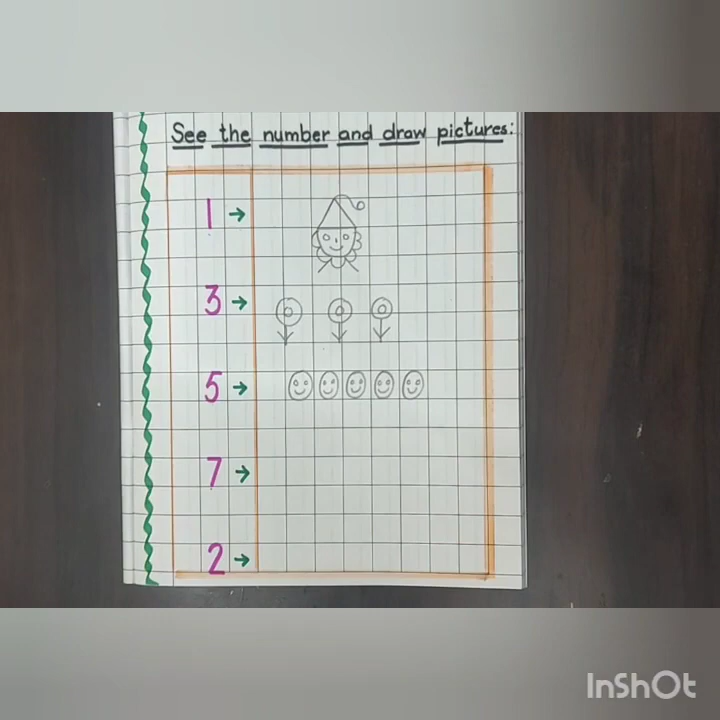 See the number and draw pictures:
1 →
3 →
5 →
7 →
2 →
InShOt